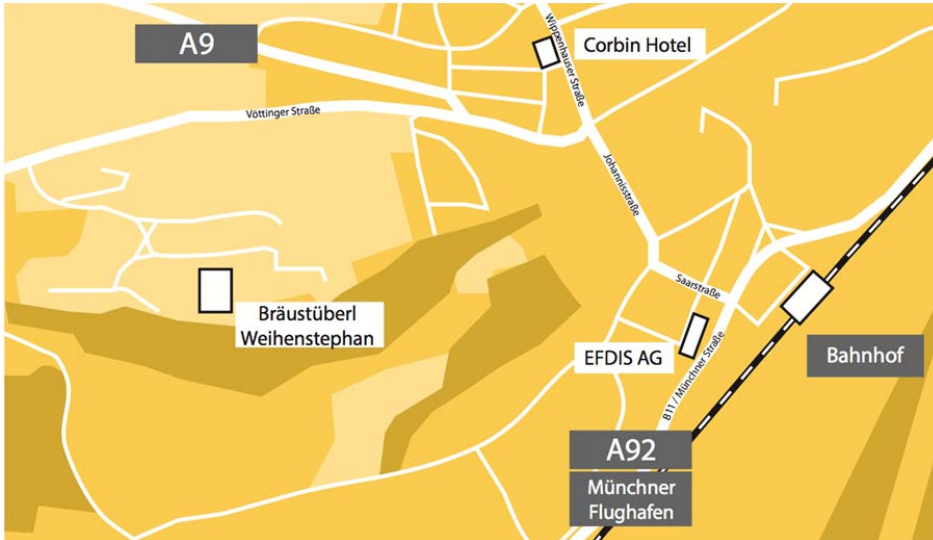 A9
Corbin Hotel
Wippenhauser Straße
Vöttinger Straße
Johannisstraße
Saarstraße
Bräustüberl
Weihenstephan
EFDIS AG
B11 / Münchner Straße
Bahnhof
A92
Münchner
Flughafen